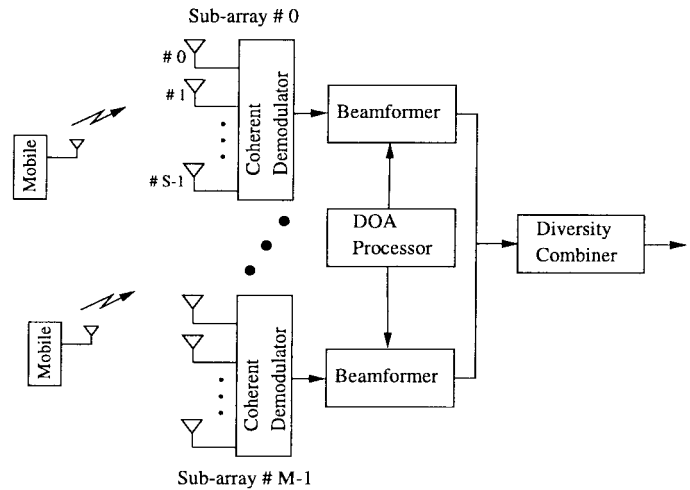 Sub-array # 0
# 0
# 1
# S-1
Coherent
Demodulator
Mobile
Beamformer
DOA
Processor
Diversity
Combiner
Mobile
Coherent
Demodulator
Beamformer
Sub-array # M-1